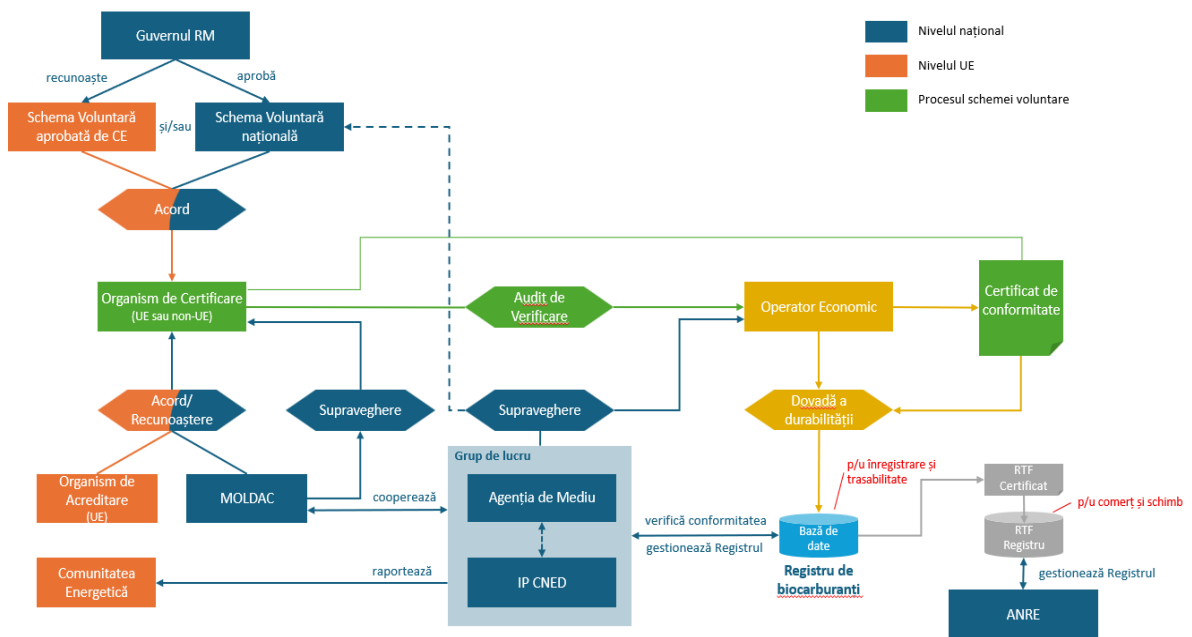 Guvernul RM
Nivelul național
Nivelul UE
Procesul schemei voluntare
recunoaște
aprobă
Schema Voluntară
aprobată de CE
și/sau
Schema Voluntară
națională
Acord
Organism de Certificare
(UE sau non-UE)
Audit de
Verificare
Operator Economic
Certificat de
conformitate
Acord/
Recunoaștere
Supraveghere
Supraveghere
Dovadă a
durabilității
Grup de lucru
Organism de
Acreditare
(UE)
MOLDAC
cooperează
Agenția de Mediu
p/u înregistrare și
trasabilitate
RTF
Certificat
p/u comerț și schimb
verifică conformitatea
gestionează Registrul
Bază de
date
RTF
Registru
Registru de
biocarburanti
Comunitatea
Energetică
raportează
IP CNED
gestionează Registrul
ANRE